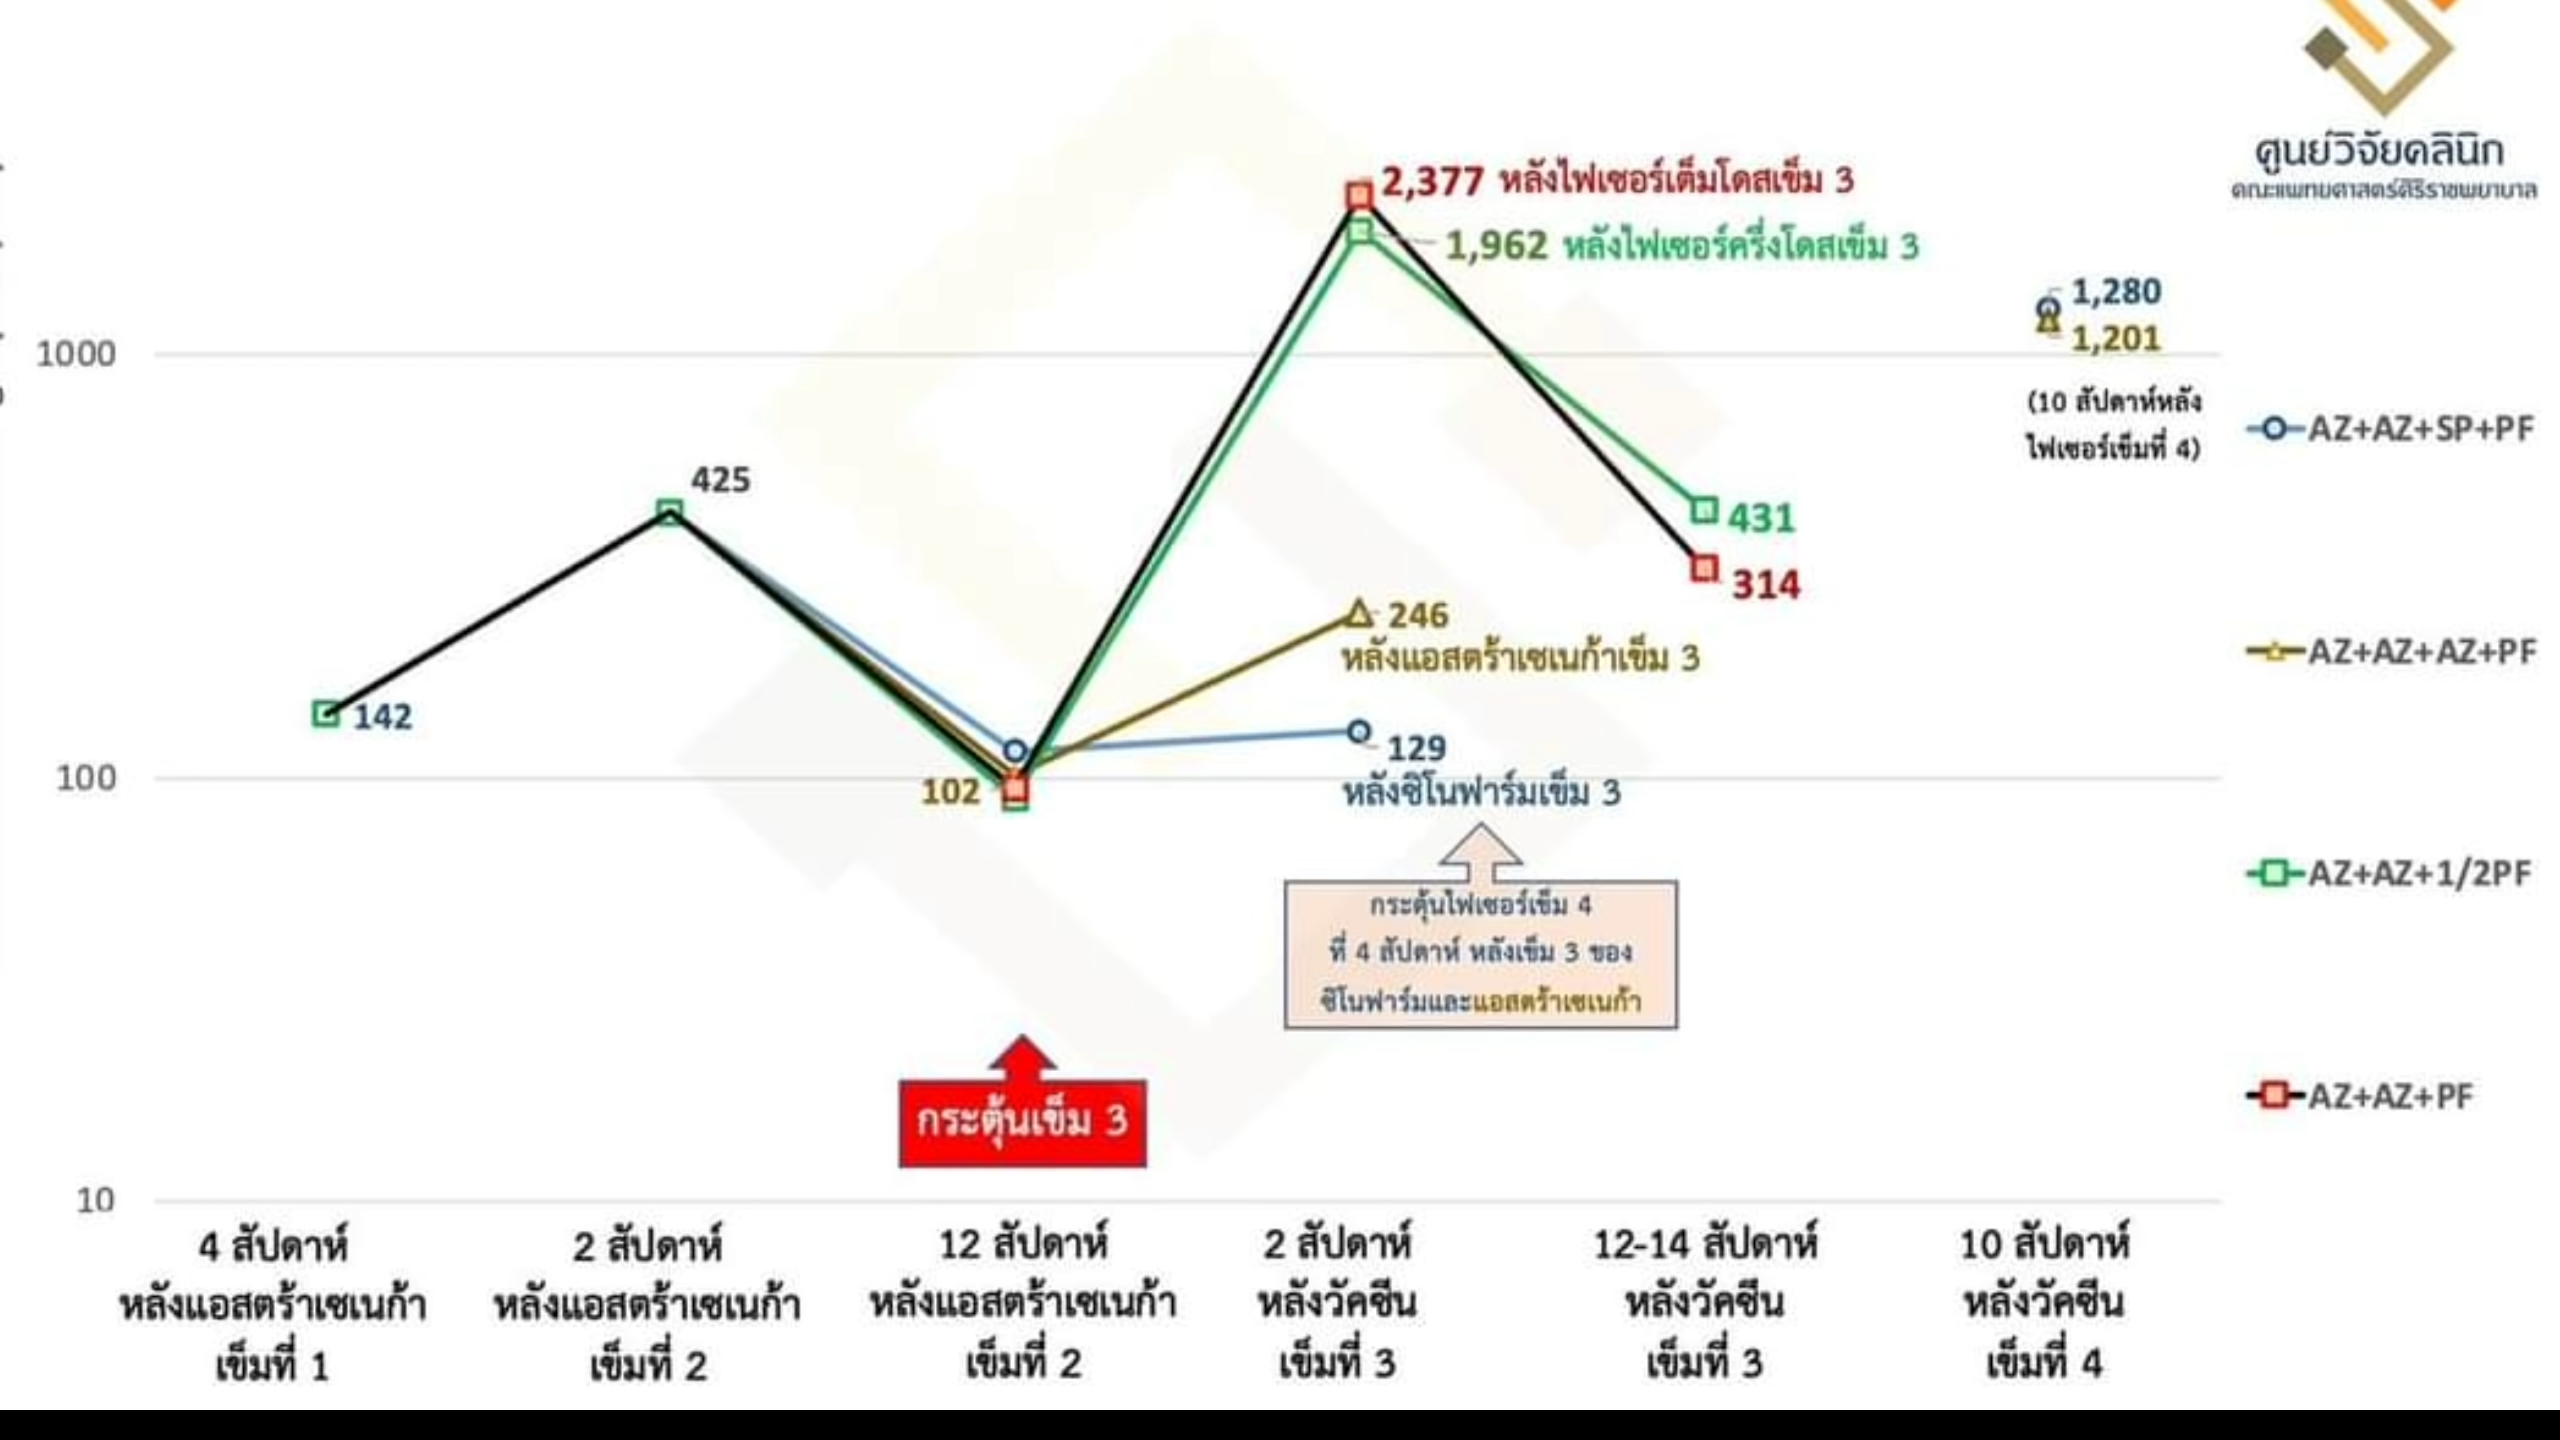 ศูนย์วิจัยคลินิก
คณะแพทยศาสตร์ศิริราชพยาบาล
2,377 หลังไฟเซอร์เต็มโดสเข็ม 3
1,962 หลังไฟเซอร์ครึ่งโดสเข็ม 3
1,280
1,201
(10 สัปดาห์หลัง
ไฟเซอร์เข็มที่ 4)
1000
100
10
425
142
102
431
314
246
หลังแอสตร้าเซเนก้าเข็ม 3
129
หลังซิโนฟาร์มเข็ม 3
กระตุ้นไฟเซอร์เข็ม 4
ที่ 4 สัปดาห์ หลังเข็ม 3 ของ
ซิโนฟาร์มและแอสตร้าเซเนก้า
กระตุ้นเข็ม 3
AZ+AZ+SP+PF
AZ+AZ+AZ+PF
AZ+AZ+1/2PF
AZ+AZ+PF
4 สัปดาห์
หลังแอสตร้าเซเนก้า
เข็มที่ 1
2 สัปดาห์
หลังแอสตร้าเซเนก้า
เข็มที่ 2
12 สัปดาห์
หลังแอสตร้าเซเนก้า
เข็มที่ 2
2 สัปดาห์
หลังวัคซีน
เข็มที่ 3
12-14 สัปดาห์
หลังวัคซีน
เข็มที่ 3
10 สัปดาห์
หลังวัคซีน
เข็มที่ 4